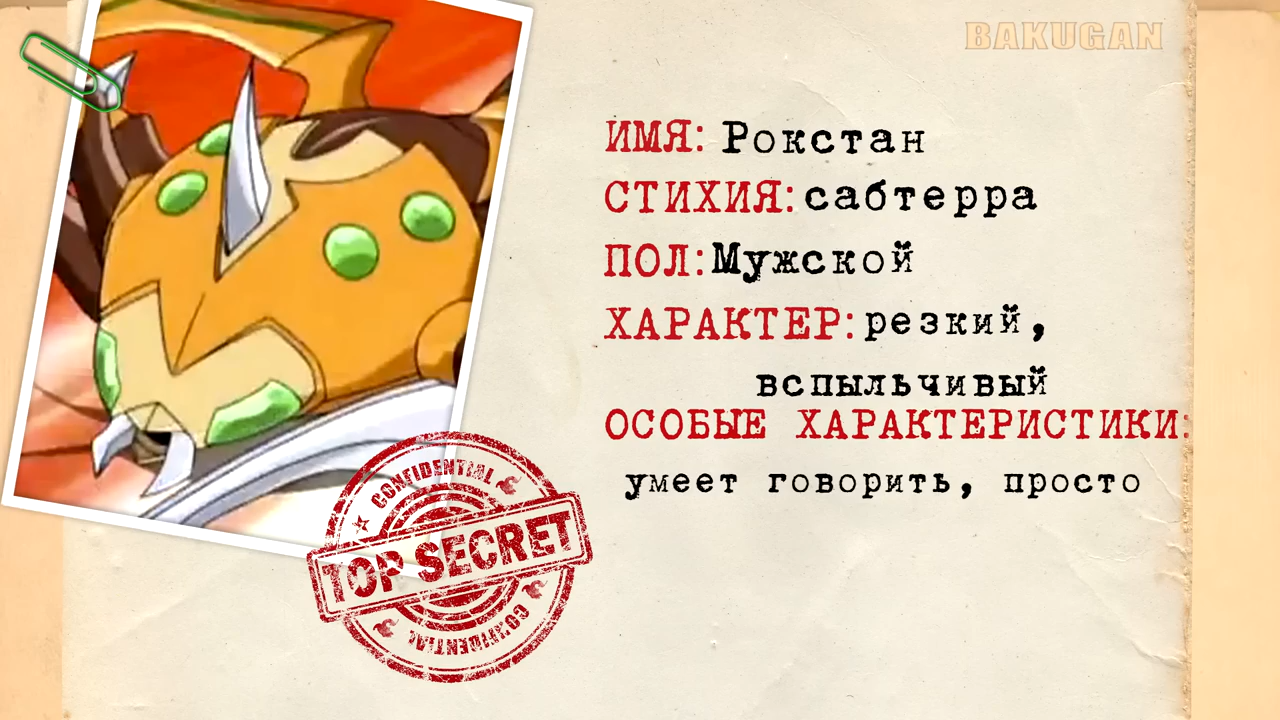 BAKUGAN
ИМЯ: Рокстан
СТИХИЯ: сабтерра
ПОЛ: Мужской
ХАРАКТЕР: резкий,
вспыльчивый
ОСОБЫЕ ХАРАКТЕРИСТИКИ:
умеет говорить, просто
CONFIDENTIAL
TOP SECRET
CONFIDENTIAL